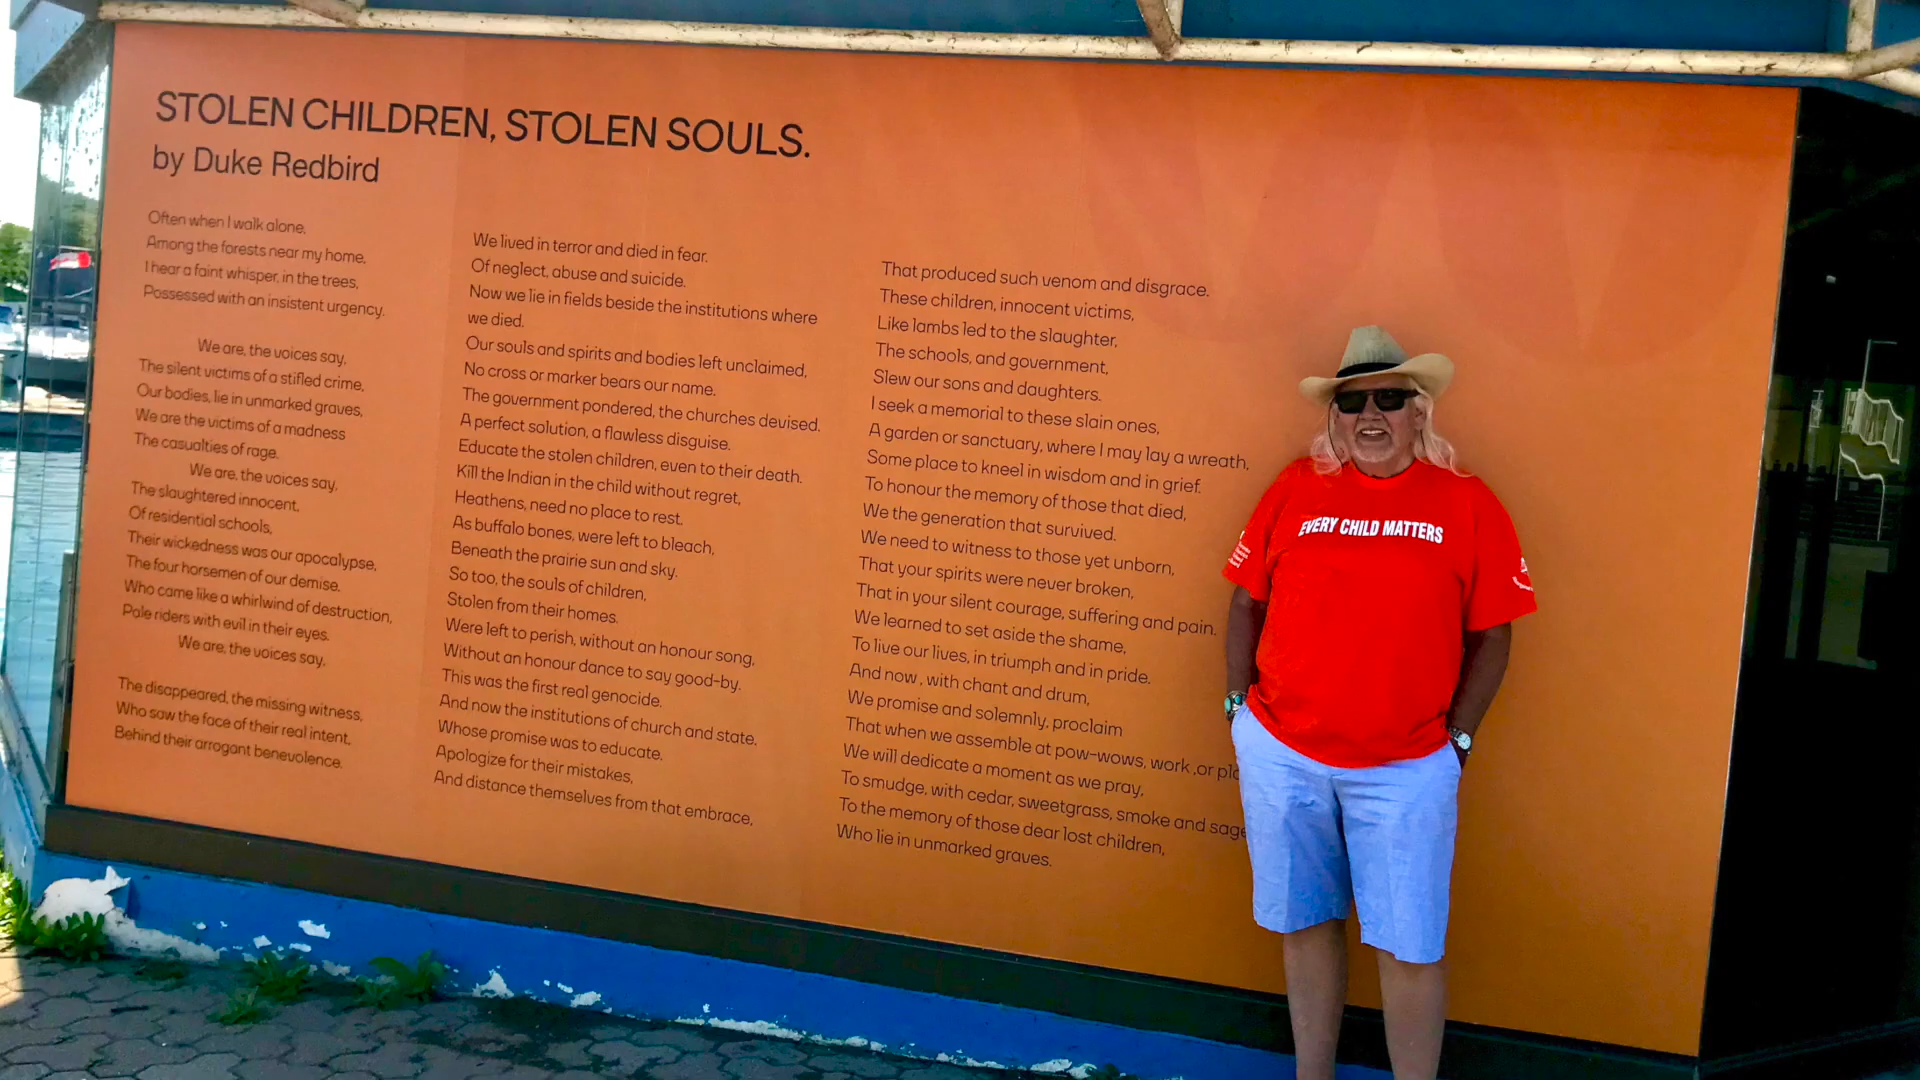 STOLEN CHILDREN, STOLEN SOULS.
by Duke Redbird
Often when I walk alone,
Among the forests near my home,
I hear a faint whisper, in the trees,
Possessed with an insistent urgency.
We are, the voices say,
The silent victims of a stifled crime,
Our bodies, lie in unmarked graves,
We are the victims of a madness
The casualties of rage.
We are, the voices say,
The slaughtered innocent,
Of residential schools,
Their wickedness was our apocalypse,
The four horsemen of our demise,
Who came like a whirlwind of destruction,
Pale riders with evil in their eyes.
We are, the voices say,
The disappeared, the missing witness,
Who saw the face of their real intent,
Behind their arrogant benevolence.
We lived in terror and died in fear.
Of neglect, abuse and suicide.
Now we lie in fields beside the institutions where
we died.
Our souls and spirits and bodies left unclaimed,
No cross or marker bears our name.
The government pondered, the churches devised.
A perfect solution, a flawless disguise.
Educate the stolen children, even to their death.
Kill the Indian in the child without regret,
Heathens, need no place to rest,
As buffalo bones, were left to bleach,
Beneath the prairie sun and sky.
So too, the souls of children,
Stolen from their homes.
Were left to perish, without an honour song,
Without an honour dance to say good-by.
This was the first real genocide.
And now the institutions of church and state,
Whose promise was to educate,
Apologize for their mistakes,
And distance themselves from that embrace,
That produced such venom and disgrace.
These children, innocent victims,
Like lambs led to the slaughter,
The schools, and government,
Slew our sons and daughters.
I seek a memorial to these slain ones,
A garden or sanctuary, where I may lay a wreath,
Some place to kneel in wisdom and in grief.
To honour the memory of those that died,
We the generation that survived.
We need to witness to those yet unborn,
That your spirits were never broken,
That in your silent courage, suffering and pain.
We learned to set aside the shame,
To live our lives, in triumph and in pride.
And now , with chant and drum,
We promise and solemnly, proclaim
That when we assemble at pow-wows, work ,or pl
We will dedicate a moment as we pray,
To smudge, with cedar, sweetgrass, smoke and sage
To the memory of those dear lost children,
Who lie in unmarked graves.
EVERY CHILD MATTERS